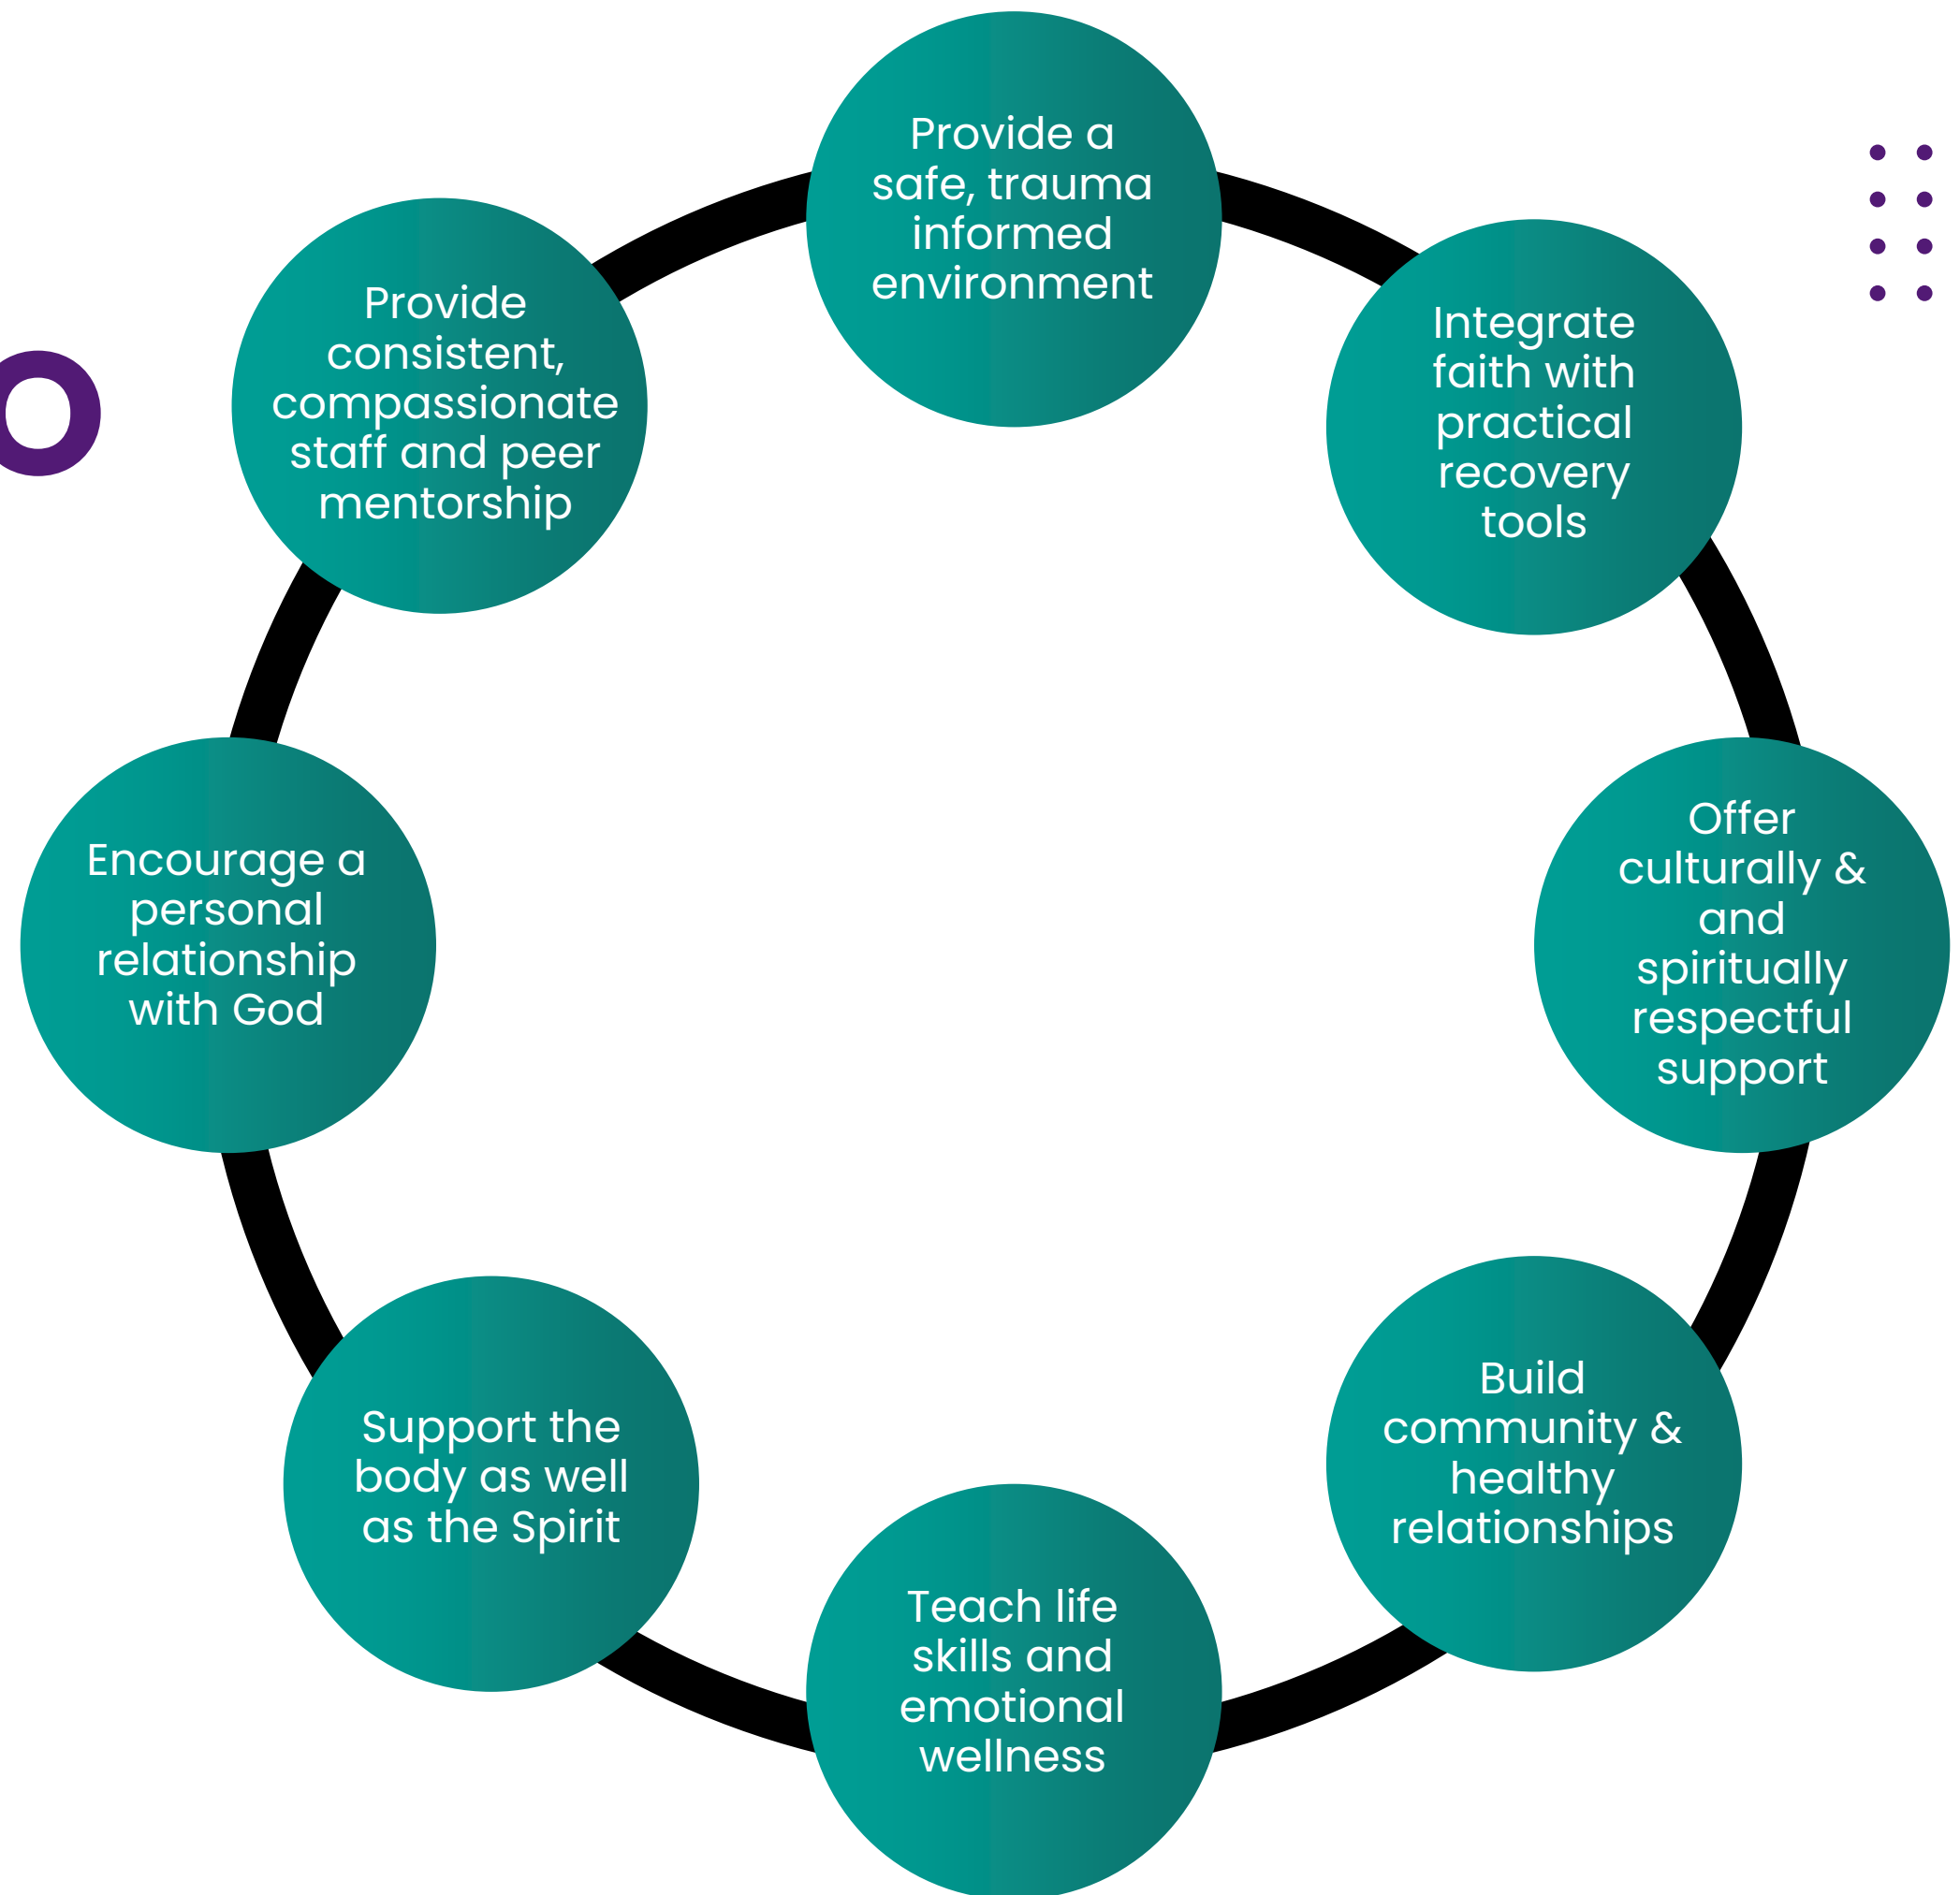 Provide a
safe, trauma
informed
environment
Integrate
faith with
practical
recovery
tools
Offer
culturally &
and
spiritually
respectful
support
Build
community &
healthy
relationships
Teach life
skills and
emotional
wellness
Support the
body as well
as the Spirit
Encourage a
personal
relationship
with God
Provide
consistent,
compassionate
staff and peer
mentorship
o